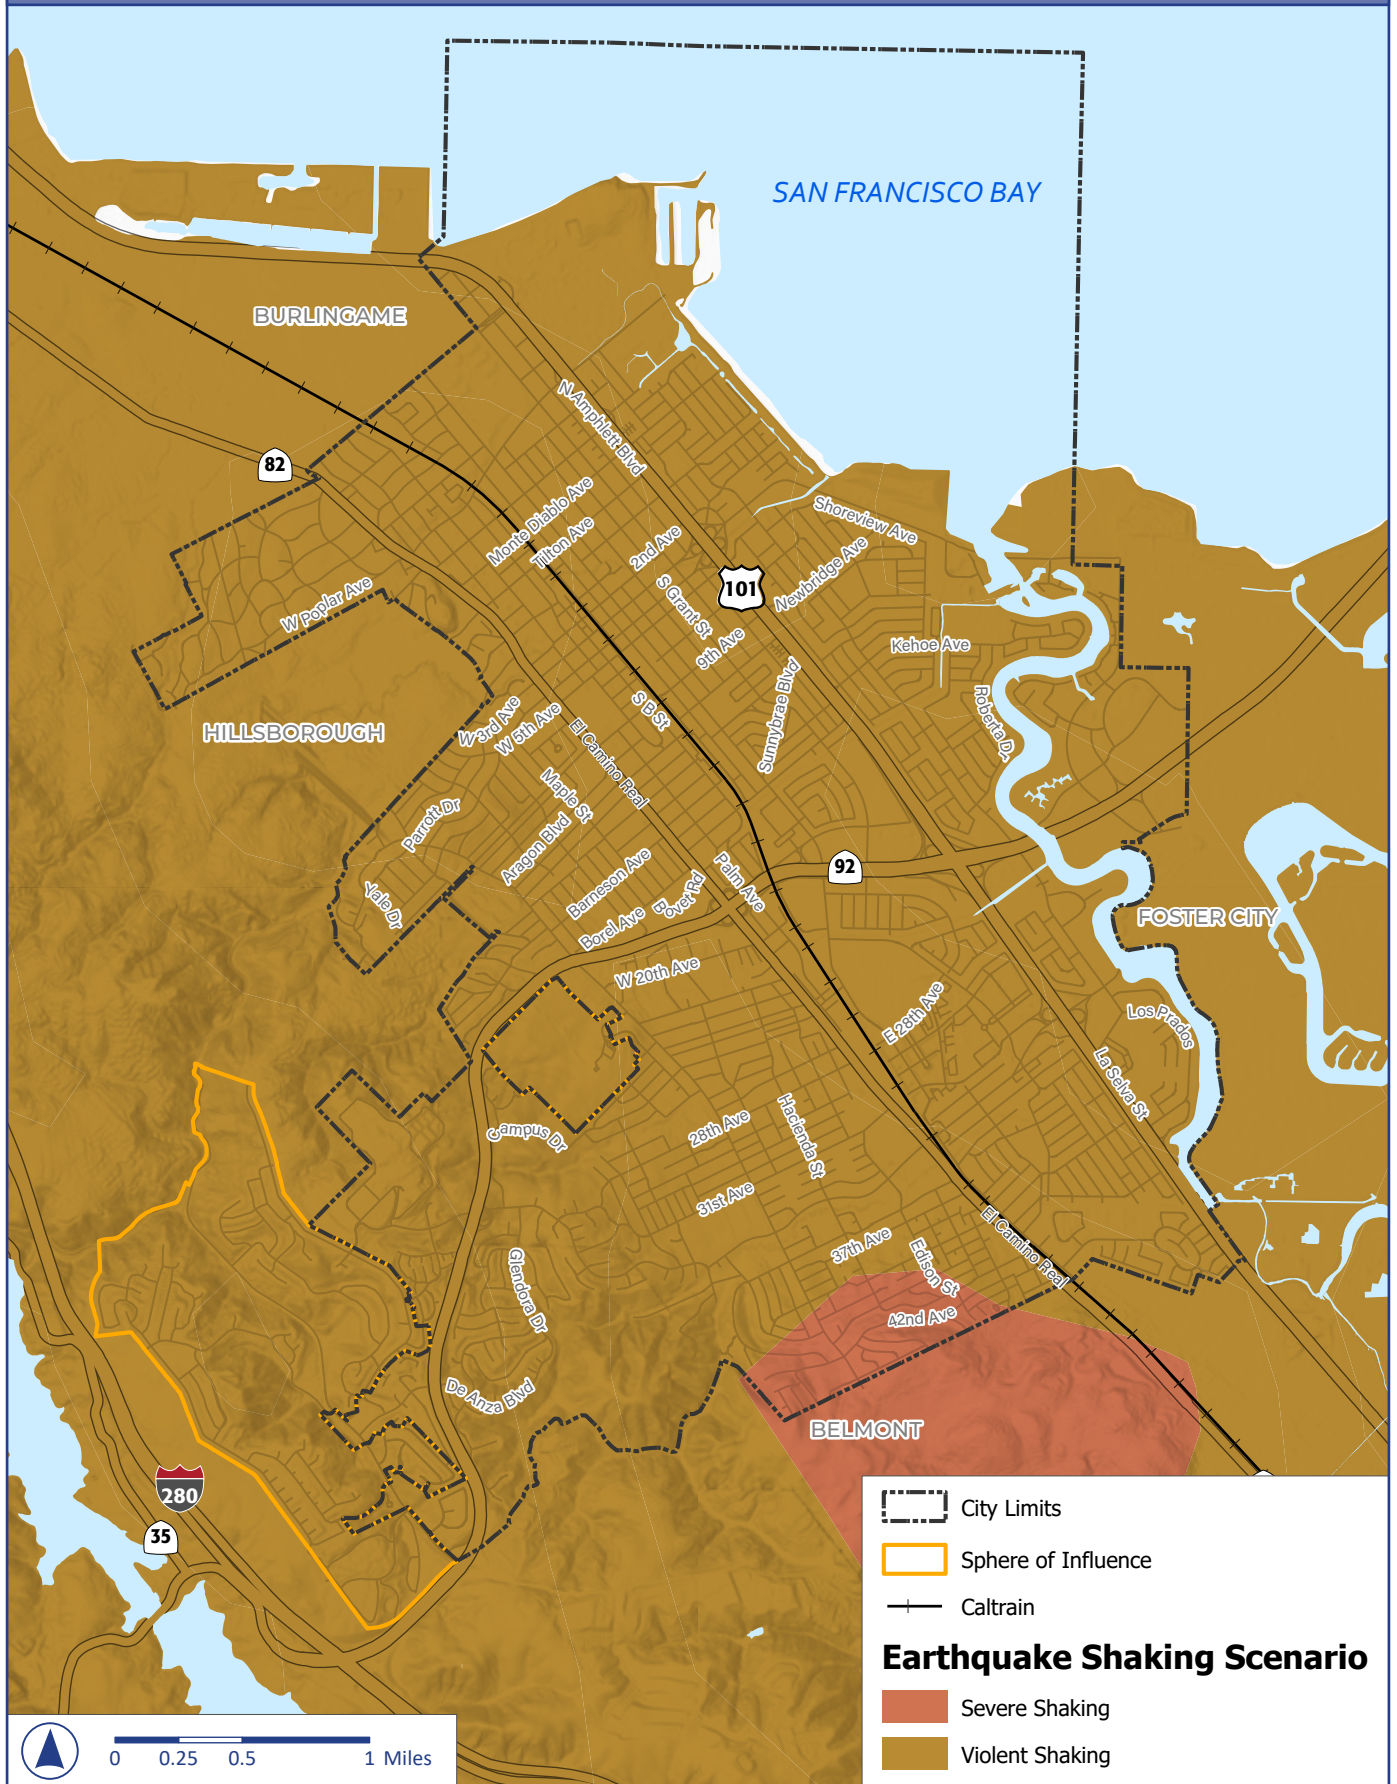 SAN FRANCISCO BAY
BURLINGAME
N Amphlett Blvd
82
Monte Diablo Ave
Tilton Ave
2nd Ave
Shoreview Ave
101
Newbridge Ave
S Grant St
W Poplar Ave
9th Ave
Kehoe Ave
HILLSBOROUGH
W 3rd Ave
W 5th Ave
S B St
El Camino Real
Sunnybrae Blvd
Roberta Dr
Maple St
Parrott Dr
Aragon Blvd
Barneson Ave
Bovet Rd
Palm Ave
92
Yale Dr
Borel Ave
FOSTER CITY
W 20th Ave
E 28th Ave
Los Prados
La Selva St
Campus Dr
28th Ave
Hacienda St
31st Ave
37th Ave
Edison St
El Camino Real
Glendora Dr
42nd Ave
De Anza Blvd
BELMONT
280
35
City Limits
Sphere of Influence
Caltrain
Earthquake Shaking Scenario
Severe Shaking
Violent Shaking
0 0.25 0.5 1 Miles